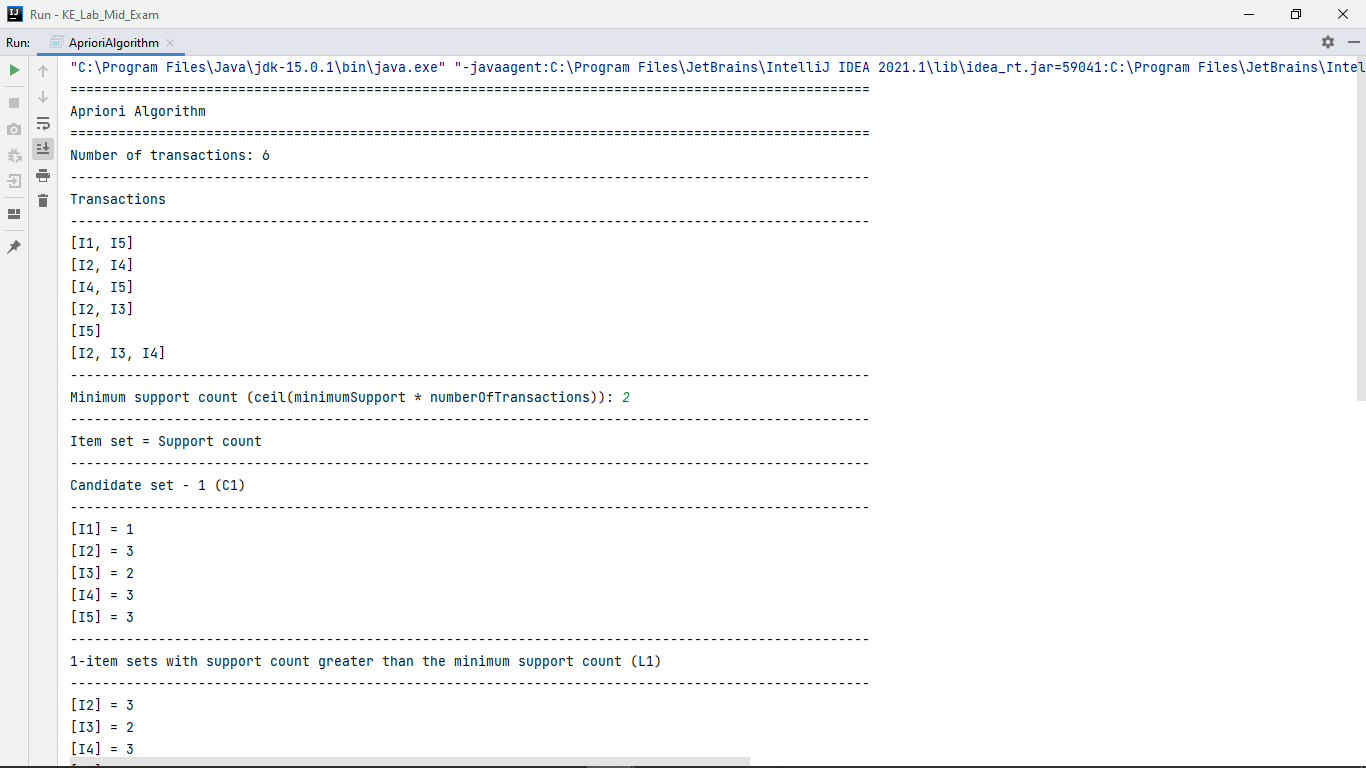 Run - KE_Lab_Mid_Exam
Run: AprioriAlgorithm
"C:\Program Files\Java\jdk-15.0.1\bin\java.exe" "-javaagent:C:\Program Files\JetBrains\IntelliJ IDEA 2021.1\lib\idea_rt.jar=59041:C:\Program Files\JetBrains\Intel
====================================================================================================
Apriori Algorithm
====================================================================================================
Number of transactions: 6
----------------------------------------------------------------------------------------------------
Transactions
----------------------------------------------------------------------------------------------------
[I1, I5]
[I2, I4]
[I4, I5]
[I2, I3]
[I5]
[I2, I3, I4]
----------------------------------------------------------------------------------------------------
Minimum support count (ceil(minimumSupport * numberOfTransactions)): 2
----------------------------------------------------------------------------------------------------
Item set = Support count
----------------------------------------------------------------------------------------------------
Candidate set - 1 (C1)
----------------------------------------------------------------------------------------------------
[I1] = 1
[I2] = 3
[I3] = 2
[I4] = 3
[I5] = 3
----------------------------------------------------------------------------------------------------
1-item sets with support count greater than the minimum support count (L1)
----------------------------------------------------------------------------------------------------
[I2] = 3
[I3] = 2
[I4] = 3